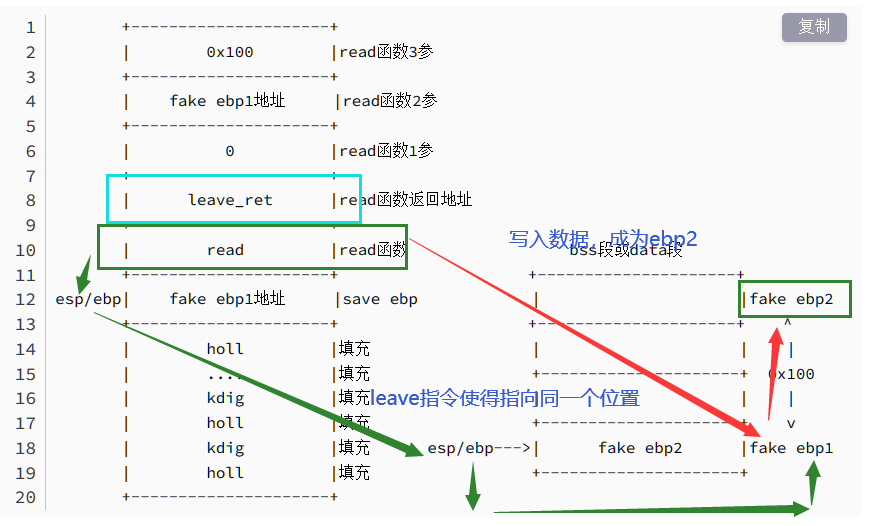 复制
1 +--------------------+
2 | 0x100 |read函数3参
3 +--------------------+
4 | fake ebp1地址 |read函数2参
5 +--------------------+
6 | 0 |read函数1参
7 +--------------------+
8 | leave_ret |read函数返回地址
9 +--------------------+
写入数据，成为ebp2
10 | read |read函数 bss段或data段
11 +--------------------+ +--------------------+
12 esp/ebp| fake ebp1地址 |save ebp | |fake ebp2
13 +--------------------+ +--------------------+ ^
14 | holl |填充 | | |
15 | .... |填充 +--------------------+ 0x100
leave指令使得指向同一个位置
16 | kdig |填充 | | |
17 | holl |填充 +--------------------+ v
18 | kdig |填充 esp/ebp--->| fake ebp2 |fake ebp1
19 | holl |填充 +--------------------+
20 +--------------------+